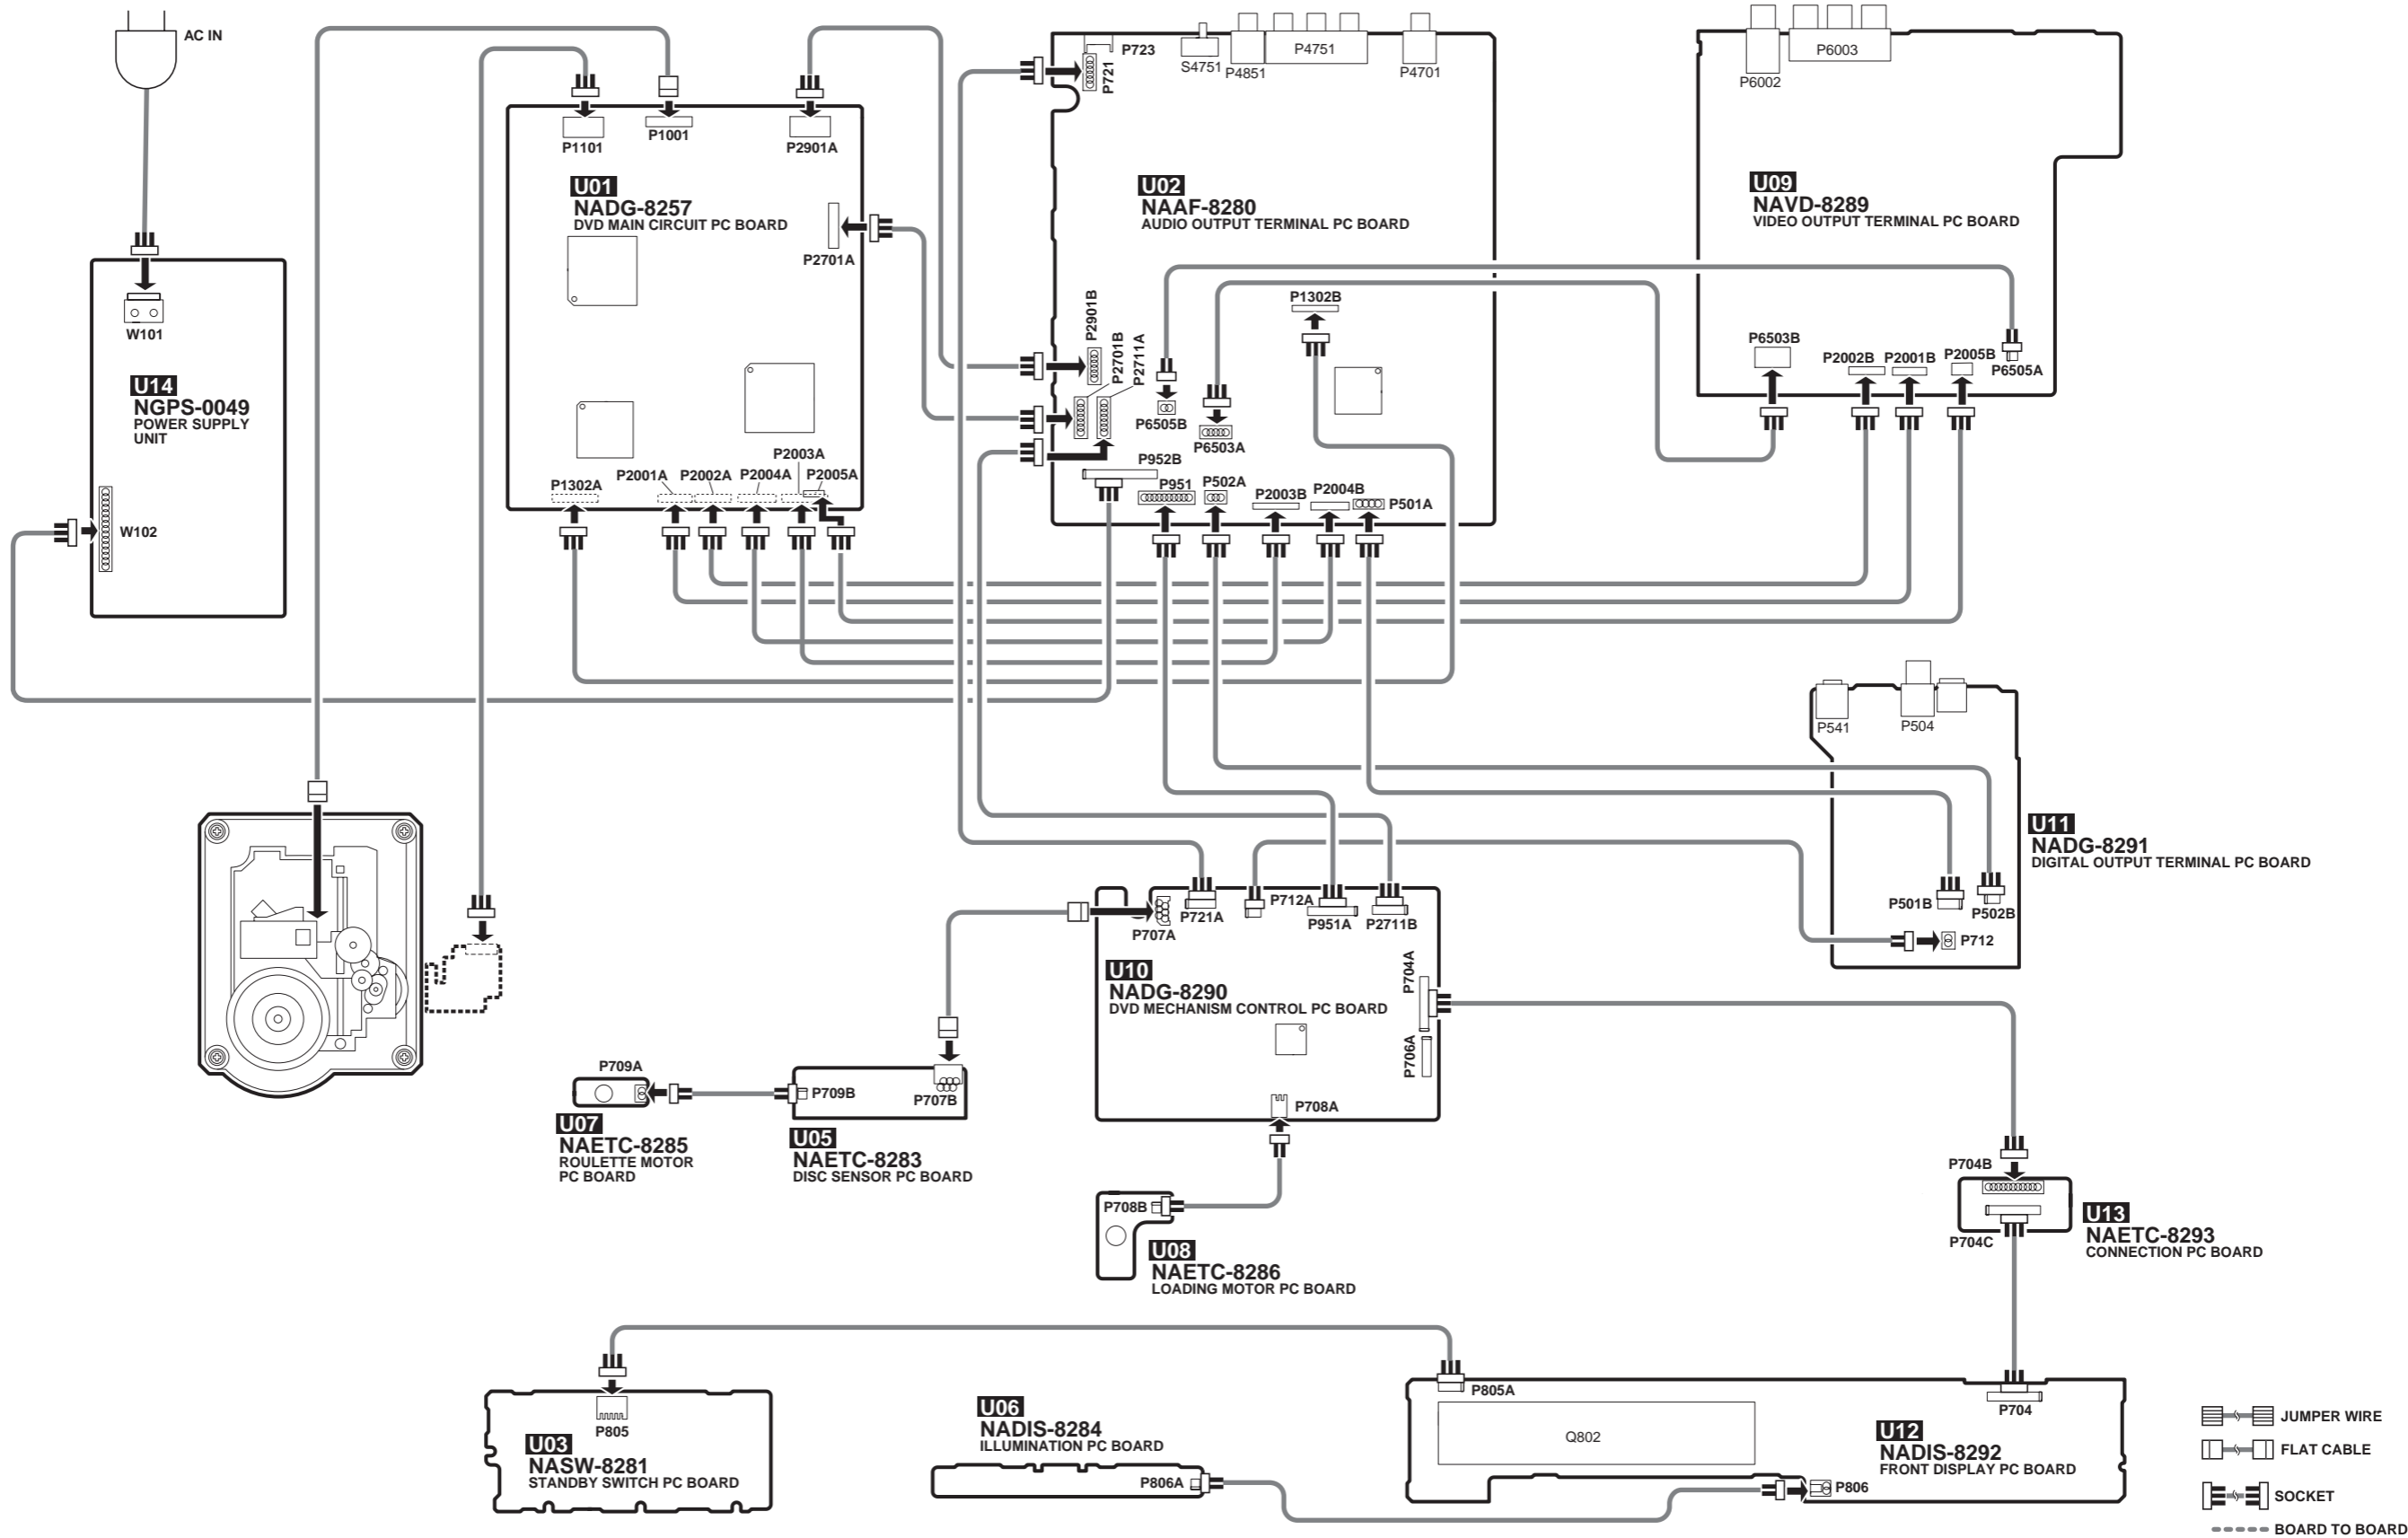 AC IN
W101
U14
NGPS-0049
POWER SUPPLY
UNIT
W102
P1101
P1001
P2901A
U01
NADG-8257
DVD MAIN CIRCUIT PC BOARD
P2701A
P1302A
P2001A
P2002A
P2004A
P2003A
P2005A
P723
P721
S4751
P4851
P4751
P4701
U02
NAAF-8280
AUDIO OUTPUT TERMINAL PC BOARD
P2901B
P2701B
P2711A
P1302B
P6505B
P6503A
P952B
P951
P502A
P2003B
P2004B
P501A
P6002
P6003
U09
NAVD-8289
VIDEO OUTPUT TERMINAL PC BOARD
P6503B
P2002B
P2001B
P2005B
P6505A
P541
P504
U11
NADG-8291
DIGITAL OUTPUT TERMINAL PC BOARD
P501B
P502B
P712
P707A
P721A
P712A
P951A
P2711B
U10
NADG-8290
DVD MECHANISM CONTROL PC BOARD
P704A
P706A
P708A
P709A
U07
NAETC-8285
ROULETTE MOTOR
PC BOARD
P709B
P707B
U05
NAETC-8283
DISC SENSOR PC BOARD
P708B
U08
NAETC-8286
LOADING MOTOR PC BOARD
P704B
P704C
U13
NAETC-8293
CONNECTION PC BOARD
P805
U03
NASW-8281
STANDBY SWITCH PC BOARD
U06
NADIS-8284
ILLUMINATION PC BOARD
P806A
P805A
Q802
P704
U12
NADIS-8292
FRONT DISPLAY PC BOARD
P806
JUMPER WIRE
FLAT CABLE
SOCKET
BOARD TO BOARD